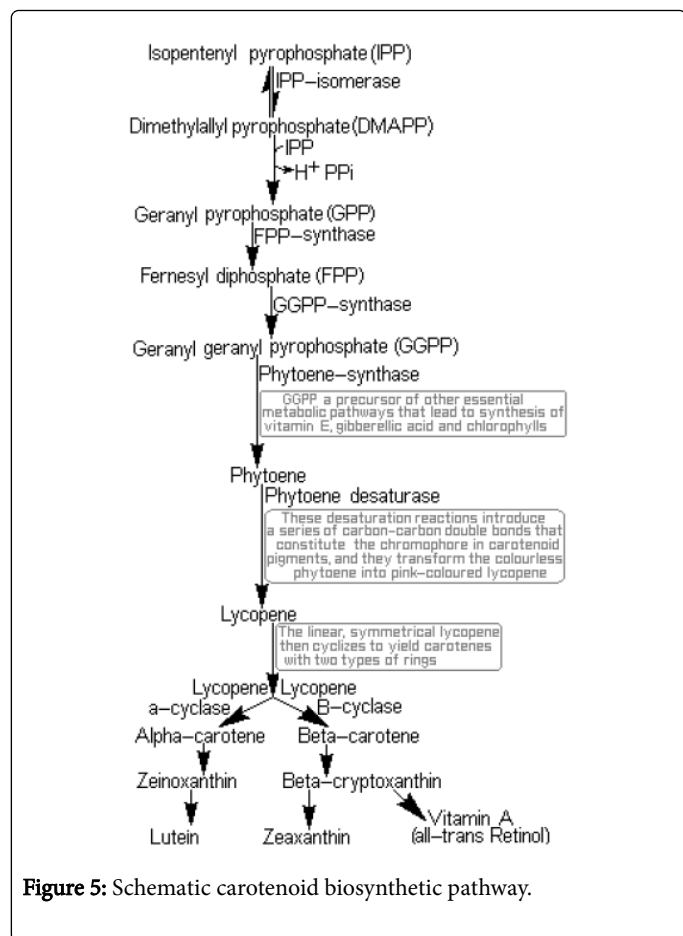 Isopentenyl pyrophosphate (IPP)
IPP-isomerase
Dimethylallyl pyrophosphate(DMAPP)
IPP
H+ PPi
Geranyl pyrophosphate (GPP)
FPP-synthase
Fernesyl diphosphate (FPP)
GGPP-synthase
Geranyl geranyl pyrophosphate (GGPP)
Phytoene-synthase
GGPP a precursor of other essential
metabolic pathways that lead to synthesis of
vitamin E, gibberellic acid and chlorophylls
Phytoene
Phytoene desaturase
These desaturation reactions introduce
a series of carbon-carbon double bonds that
constitute the chromophore in carotenoid
pigments, and they transform the colourless
phytoene into pink-coloured lycopene
Lycopene
The linear, symmetrical lycopene
then cyclizes to yield carotenes
with two types of rings
Lycopene Lycopene
a-cyclase B-cyclase
Alpha-carotene Beta-carotene
Zeinoxanthin Beta-cryptoxanthin
Lutein Zeaxanthin Vitamin A
(all-trans Retinol)
Figure 5: Schematic carotenoid biosynthetic pathway.